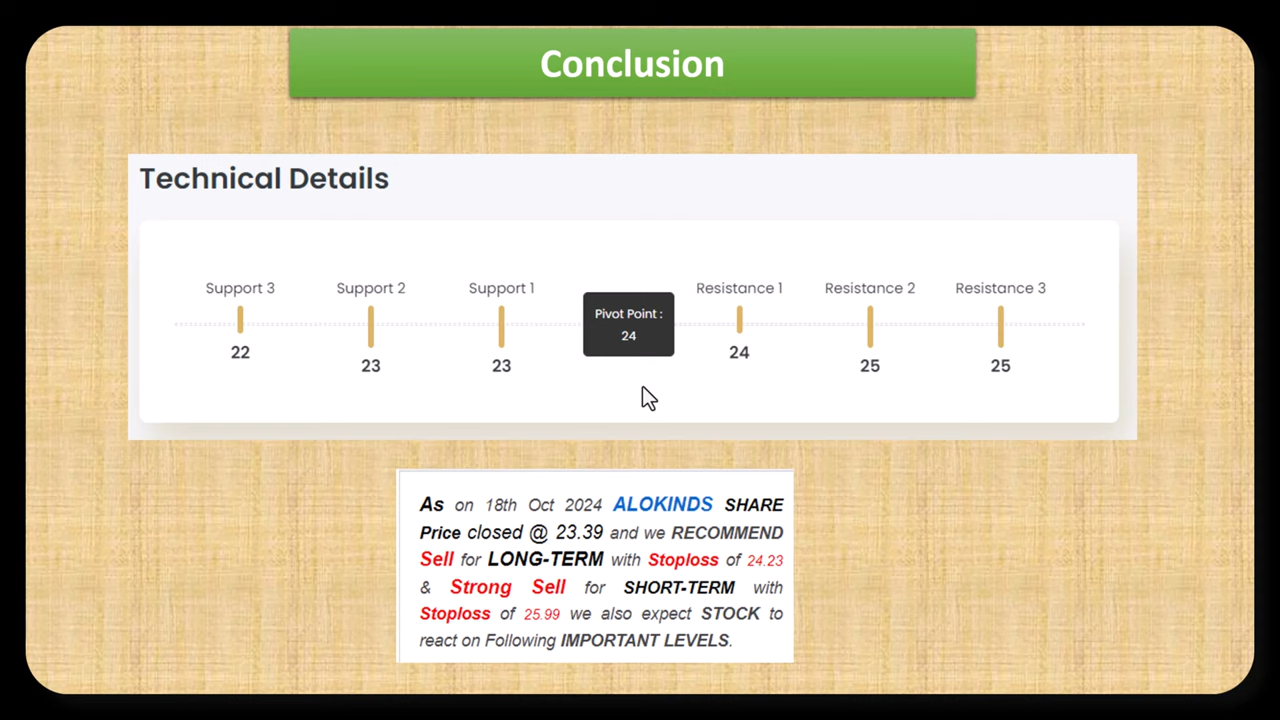 Conclusion
Technical Details
Support 3 Support 2 Support 1 Pivot Point : Resistance 1 Resistance 2 Resistance 3
22 23 23 24 24 25 25
As on 18th Oct 2024 ALOKINDS SHARE
Price closed @ 23.39 and we RECOMMEND
Sell for LONG-TERM with Stoploss of 24.23
& Strong Sell for SHORT-TERM with
Stoploss of 25.99 we also expect STOCK to
react on Following IMPORTANT LEVELS.